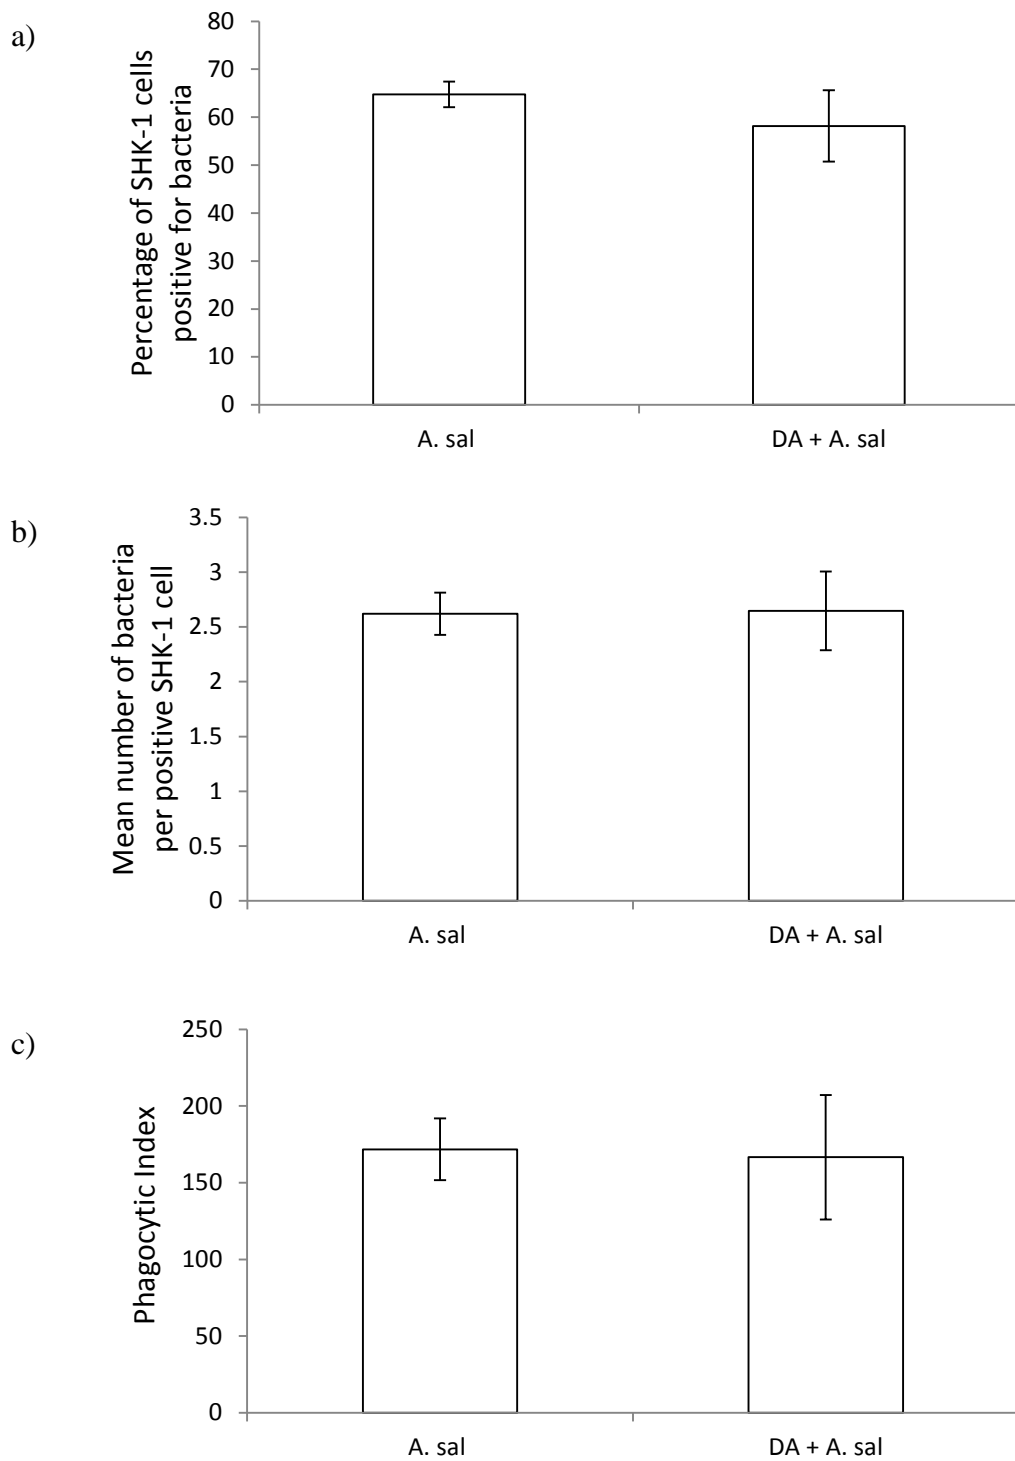 a)
Percentage of SHK-1 cells
positive for bacteria
80
70
60
50
40
30
20
10
0
A. sal
DA + A. sal
b)
Mean number of bacteria
per positive SHK-1 cell
3.5
3
2.5
2
1.5
1
0.5
0
A. sal
DA + A. sal
c)
Phagocytic Index
250
200
150
100
50
0
A. sal
DA + A. sal